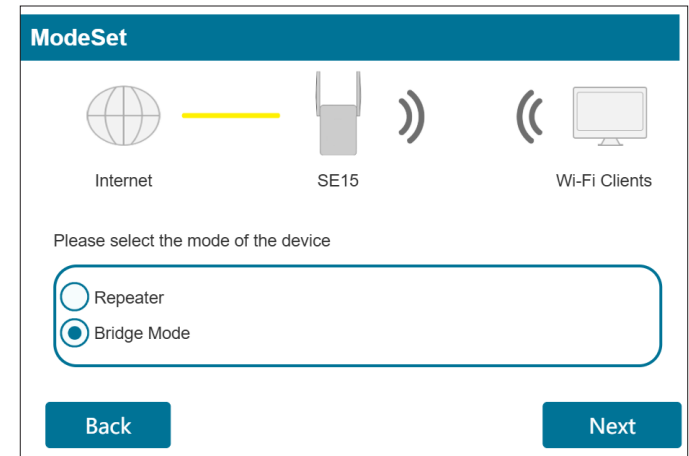 ModeSet
Internet
SE15
Wi-Fi Clients
Please select the mode of the device
Repeater
Bridge Mode
Back
Next